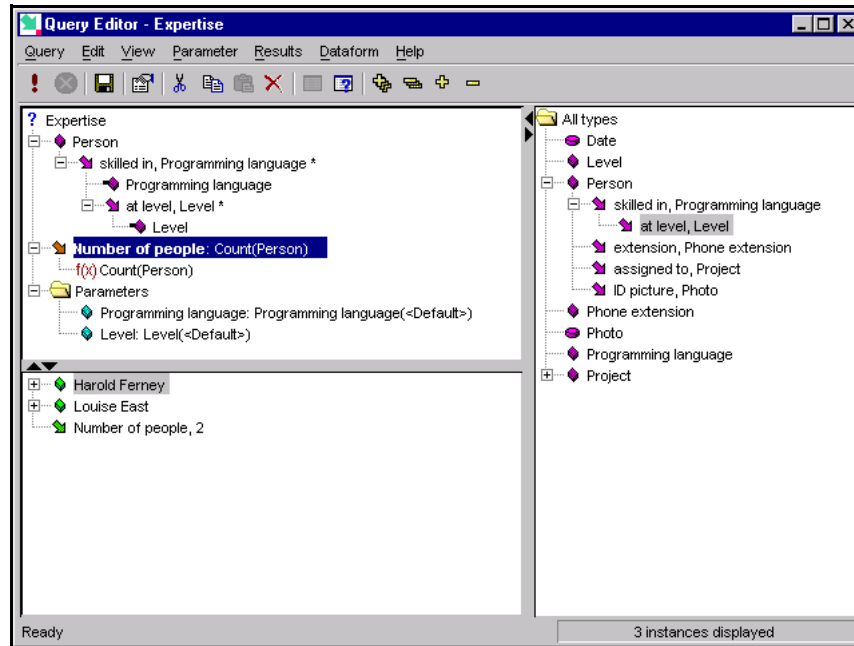 Query Editor - Expertise
Query Edit View Parameter Results Dataform Help
? Expertise
Person
skilled in, Programming language *
Programming language
at level, Level *
Level
Number of people: Count(Person)
f(x) Count(Person)
Parameters
Programming language: Programming language(<Default>)
Level: Level(<Default>)
Harold Ferney
Louise East
Number of people, 2
All types
Date
Level
Person
skilled in, Programming language
at level, Level
extension, Phone extension
assigned to, Project
ID picture, Photo
Phone extension
Photo
Programming language
Project
Ready
3 instances displayed